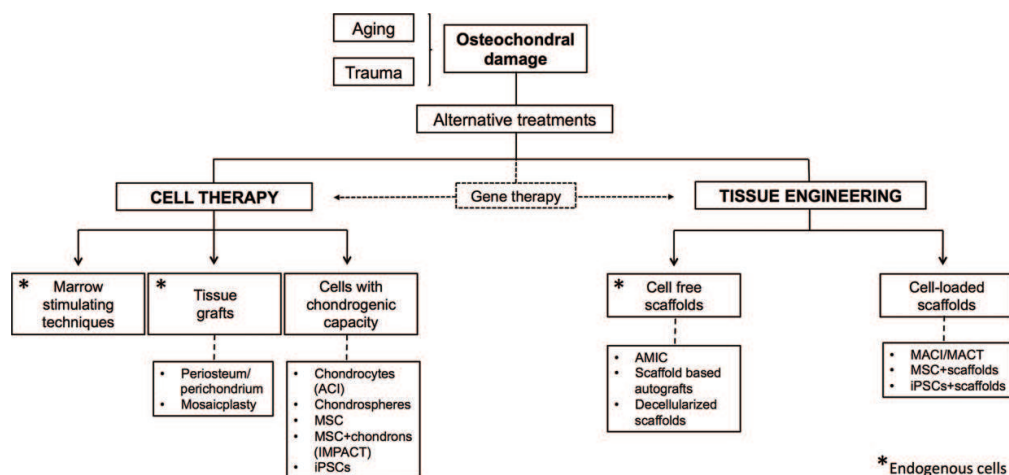 Aging
Trauma
Osteochondral
damage
Alternative treatments
CELL THERAPY
Gene therapy
TISSUE ENGINEERING
* Marrow
stimulating
techniques
* Tissue
grafts
Cells with
chondrogenic
capacity
* Cell free
scaffolds
Cell-loaded
scaffolds
• Periosteum/
perichondrium
• Mosaicplasty
• Chondrocytes
(ACI)
• Chondrospheres
• MSC
• MSC+chondrons
(IMPACT)
• iPSCs
• AMIC
• Scaffold based
autografts
• Decellularized
scaffolds
• MACI/MACT
• MSC+scaffolds
• iPSCs+scaffolds
*Endogenous cells